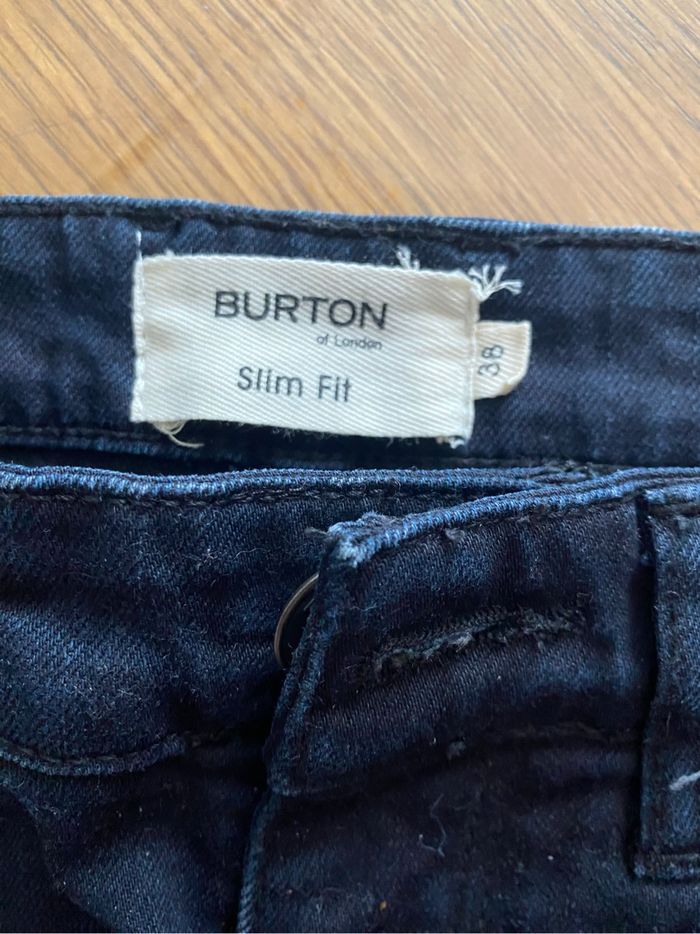 BURTON
of London
Slim Fit
38